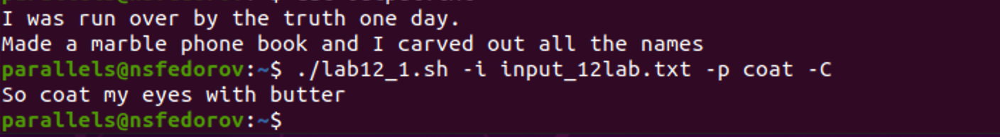 I was run over by the truth one day.
Made a marble phone book and I carved out all the names
parallels@nsfedorov:~$ ./lab12_1.sh -i input_12lab.txt -p coat -C
So coat my eyes with butter
parallels@nsfedorov:~$